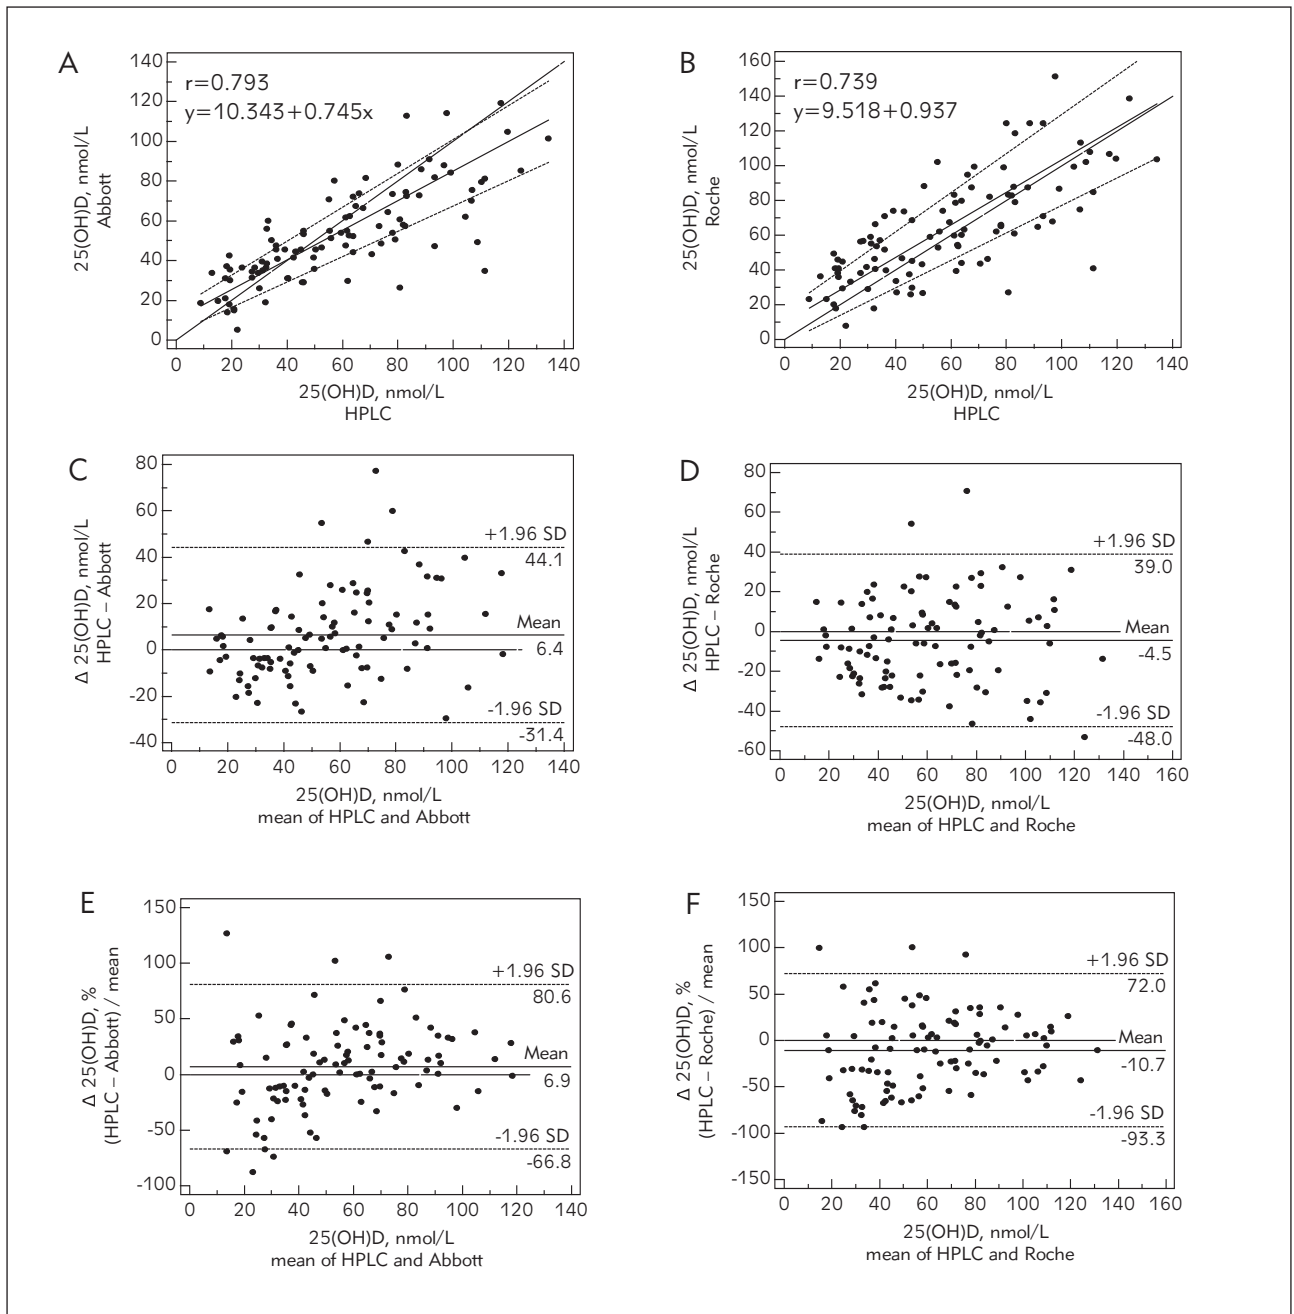 A
r=0.793
y=10.343+0.745x
25(OH)D, nmol/L
Abbott
140
120
100
80
60
40
20
0
0 20 40 60 80 100 120 140
25(OH)D, nmol/L
HPLC
B
r=0.739
y=9.518+0.937
25(OH)D, nmol/L
Roche
160
140
120
100
80
60
40
20
0
0 20 40 60 80 100 120 140
25(OH)D, nmol/L
HPLC
C
Δ 25(OH)D, nmol/L
HPLC – Abbott
80
60
40
20
0
-20
-40
+1.96 SD
44.1
Mean
6.4
-1.96 SD
-31.4
0 20 40 60 80 100 120 140
25(OH)D, nmol/L
mean of HPLC and Abbott
D
Δ 25(OH)D, nmol/L
HPLC – Roche
80
60
40
20
0
-20
-40
-60
+1.96 SD
39.0
Mean
-4.5
-1.96 SD
-48.0
0 20 40 60 80 100 120 140 160
25(OH)D, nmol/L
mean of HPLC and Roche
E
Δ 25(OH)D, %
(HPLC – Abbott) / mean
150
100
50
0
-50
-100
+1.96 SD
80.6
Mean
6.9
-1.96 SD
-66.8
0 20 40 60 80 100 120 140
25(OH)D, nmol/L
mean of HPLC and Abbott
F
Δ 25(OH)D, %
(HPLC – Roche) / mean
150
100
50
0
-50
-100
-150
+1.96 SD
72.0
Mean
-10.7
-1.96 SD
-93.3
0 20 40 60 80 100 120 140 160
25(OH)D, nmol/L
mean of HPLC and Roche